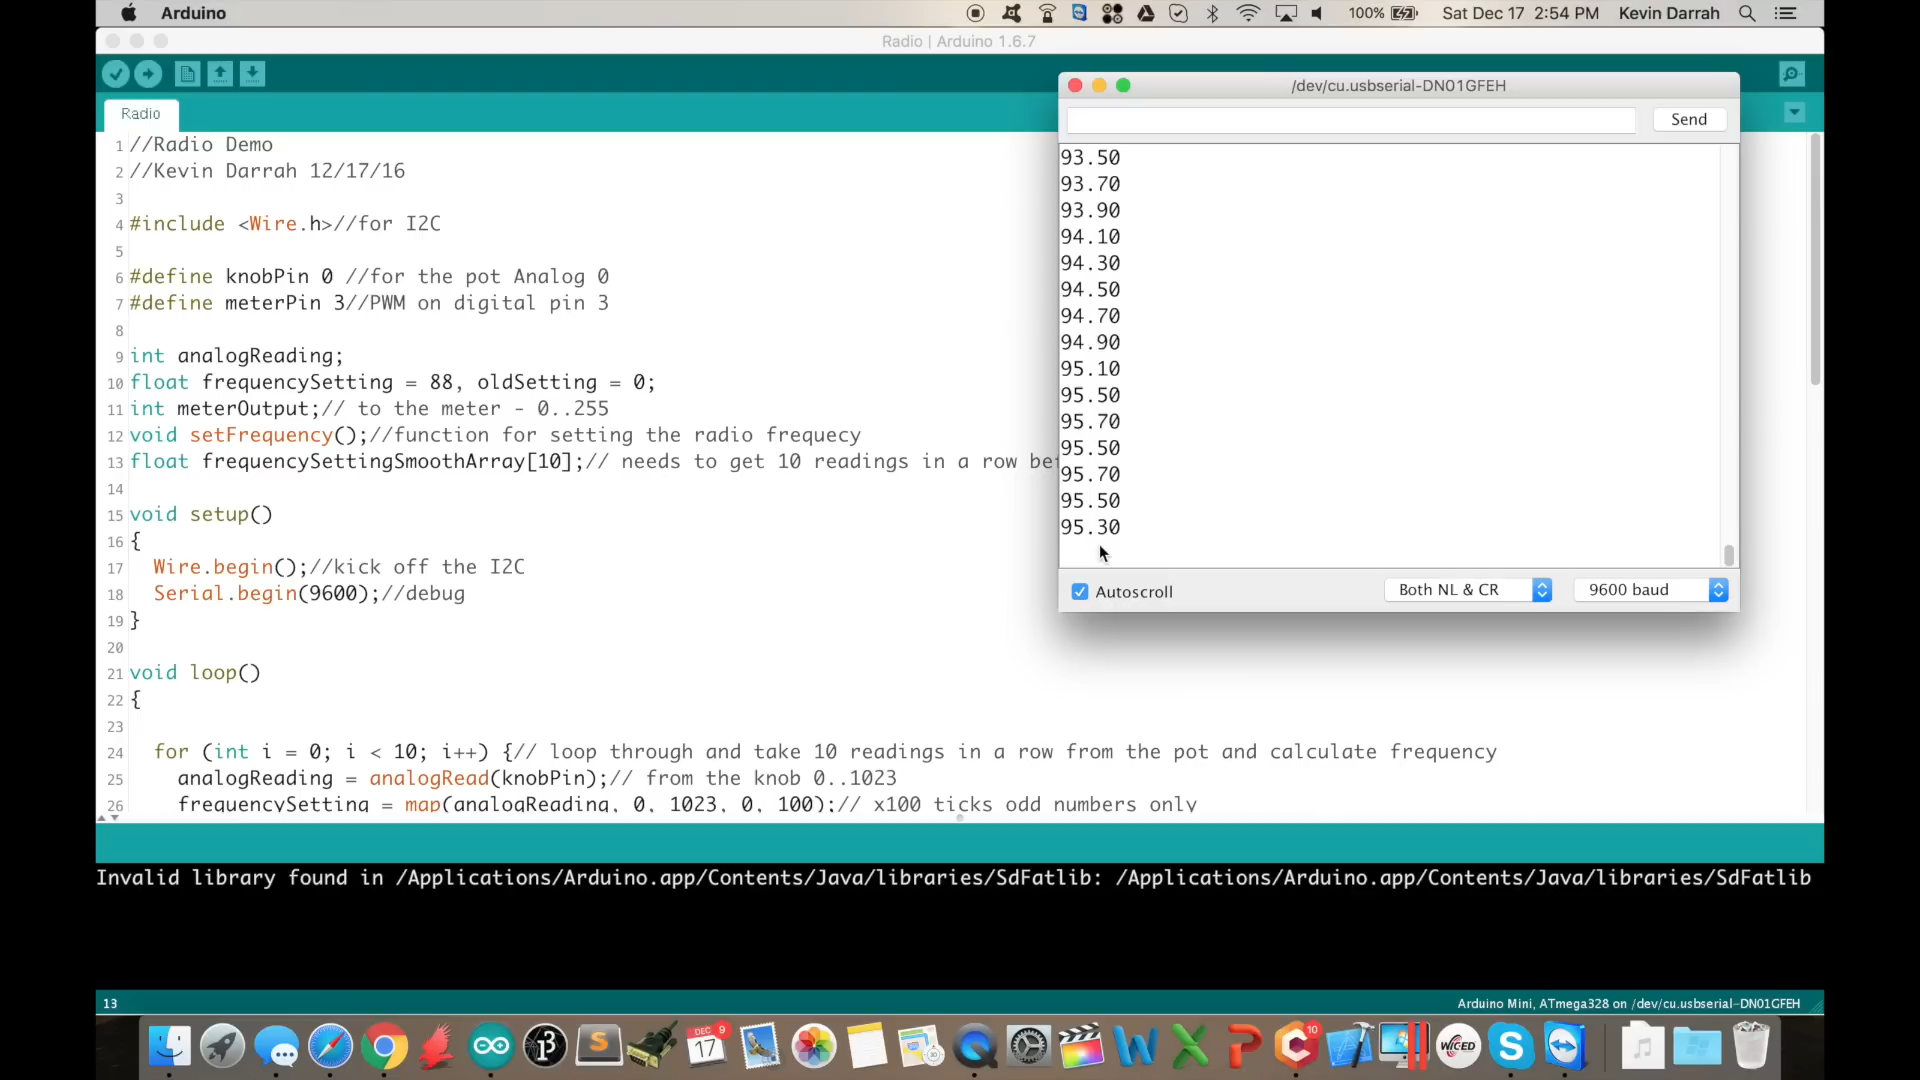 Arduino
100%
Sat Dec 17 2:54 PM
Kevin Darrah
Radio | Arduino 1.6.7
Radio
1 //Radio Demo
2 //Kevin Darrah 12/17/16
3
4 #include <Wire.h>//for I2C
5
6 #define knobPin 0 //for the pot Analog 0
7 #define meterPin 3//PWM on digital pin 3
8
9 int analogReading;
10 float frequencySetting = 88, oldSetting = 0;
11 int meterOutput;// to the meter - 0..255
12 void setFrequency();//function for setting the radio frequecy
13 float frequencySettingSmoothArray[10];// needs to get 10 readings in a row be
14
15 void setup()
16 {
17 Wire.begin();//kick off the I2C
18 Serial.begin(9600);//debug
19 }
20
21 void loop()
22 {
23
24 for (int i = 0; i < 10; i++) {// loop through and take 10 readings in a row from the pot and calculate frequency
25 analogReading = analogRead(knobPin);// from the knob 0..1023
26 frequencySetting = map(analogReading, 0, 1023, 0, 100);// x100 ticks odd numbers only
/dev/cu.usbserial-DN01GFEH
Send
93.50
93.70
93.90
94.10
94.30
94.50
94.70
94.90
95.10
95.50
95.70
95.50
95.70
95.50
95.30
Autoscroll
Both NL & CR
9600 baud
Invalid library found in /Applications/Arduino.app/Contents/Java/libraries/SdFatlib: /Applications/Arduino.app/Contents/Java/libraries/SdFatlib
13
Arduino Mini, ATmega328 on /dev/cu.usbserial-DN01GFEH
DEC
9
17
10
WICED